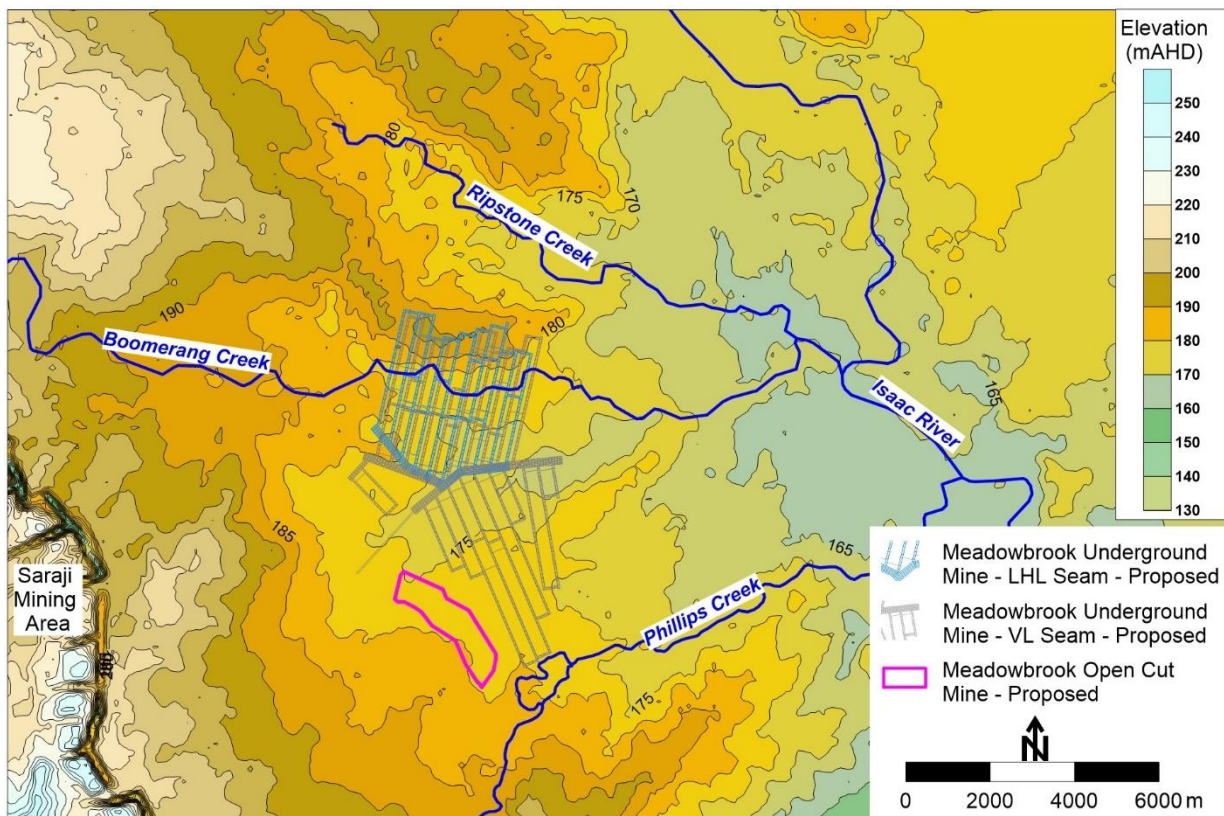 Elevation
(mAHD)
250
240
230
220
210
200
190
180
170
160
150
140
130
180
175
170
Ripstone Creek
190
Boomerang Creek
180
Isaac River
165
185
175
165
Phillips Creek
175
Saraji
Mining
Area
Meadowbrook Underground
Mine - LHL Seam - Proposed
Meadowbrook Underground
Mine - VL Seam - Proposed
Meadowbrook Open Cut
Mine - Proposed
N
0 2000 4000 6000 m